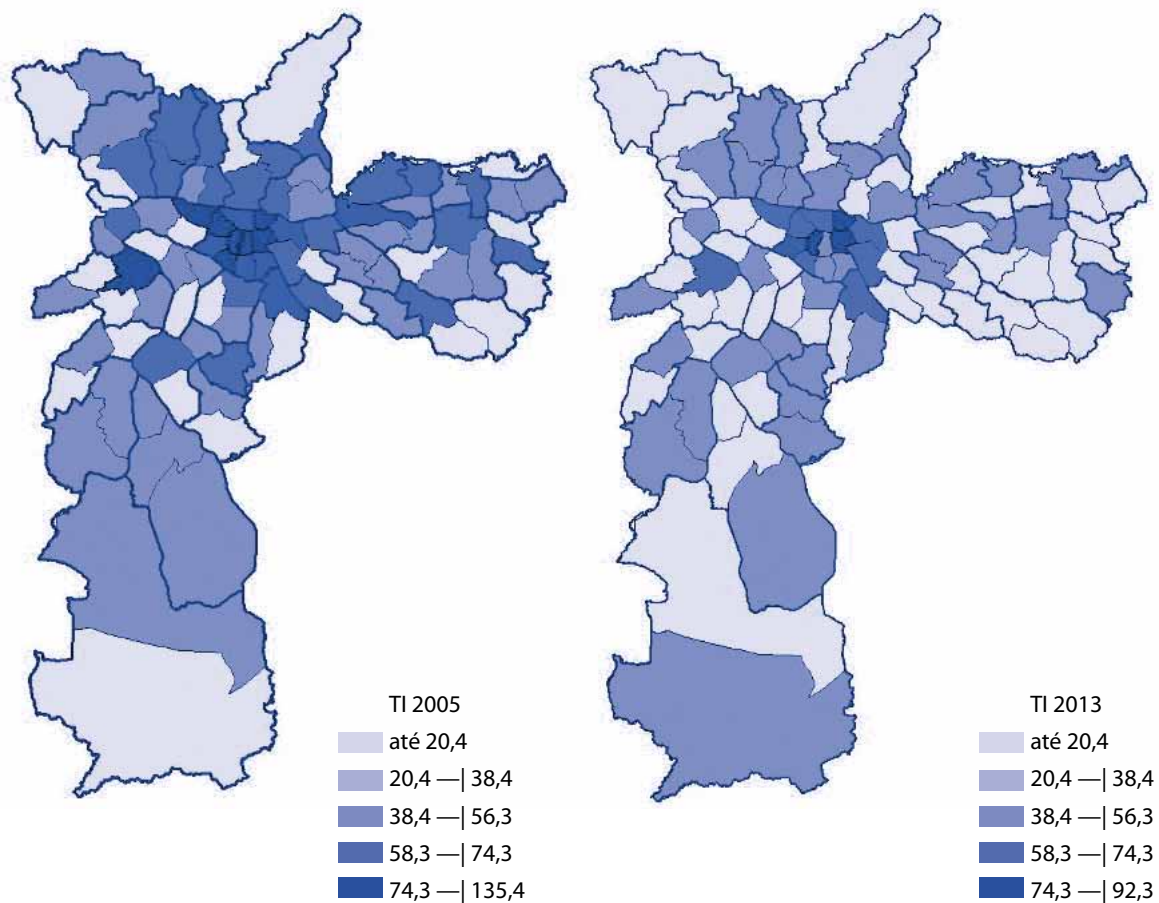 TI 2005
até 20,4
20,4 —| 38,4
38,4 —| 56,3
58,3 —| 74,3
74,3 —| 135,4
TI 2013
até 20,4
20,4 —| 38,4
38,4 —| 56,3
58,3 —| 74,3
74,3 —| 92,3